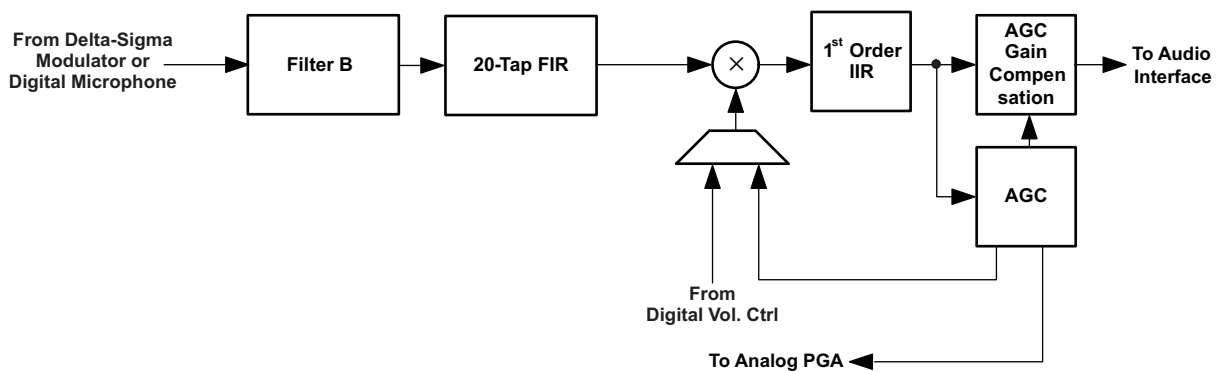 From Delta-Sigma
Modulator or
Digital Microphone
Filter B
20-Tap FIR
×
1st Order
IIR
AGC
Gain
Compen
sation
To Audio
Interface
AGC
From
Digital Vol. Ctrl
To Analog PGA